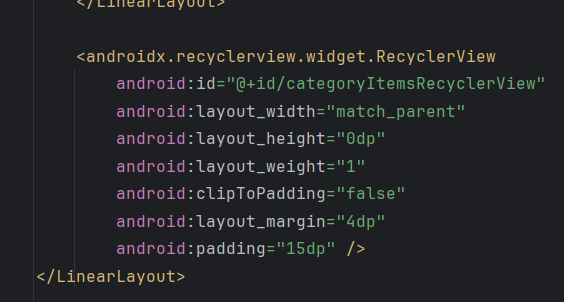 </LinearLayout>
<androidx.recyclerview.widget.RecyclerView
android:id="@+id/categoryItemsRecyclerView"
android:layout_width="match_parent"
android:layout_height="0dp"
android:layout_weight="1"
android:clipToPadding="false"
android:layout_margin="4dp"
android:padding="15dp" />
</LinearLayout>